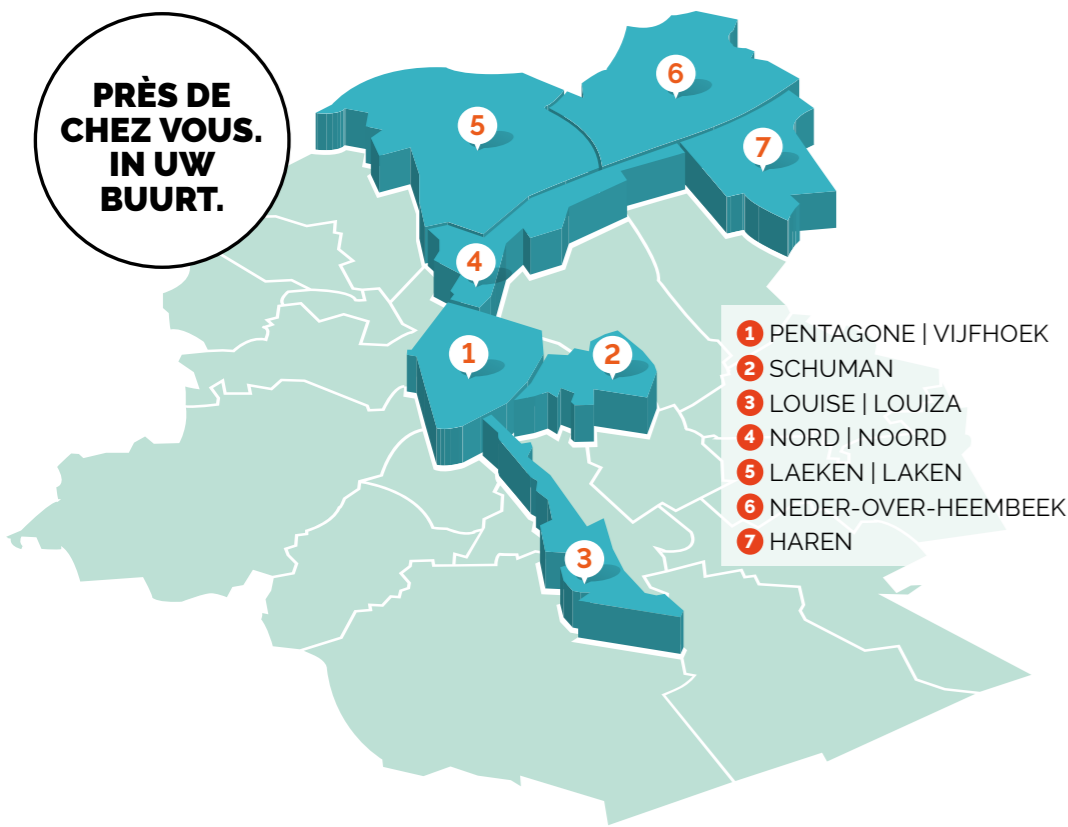 PRÈS DE
CHEZ VOUS.
IN UW
BUURT.
6
5
7
4
1
2
3
1 PENTAGONE | VIJFHOEK
2 SCHUMAN
3 LOUISE | LOUIZA
4 NORD | NOORD
5 LAEKEN | LAKEN
6 NEDER-OVER-HEEMBEEK
7 HAREN